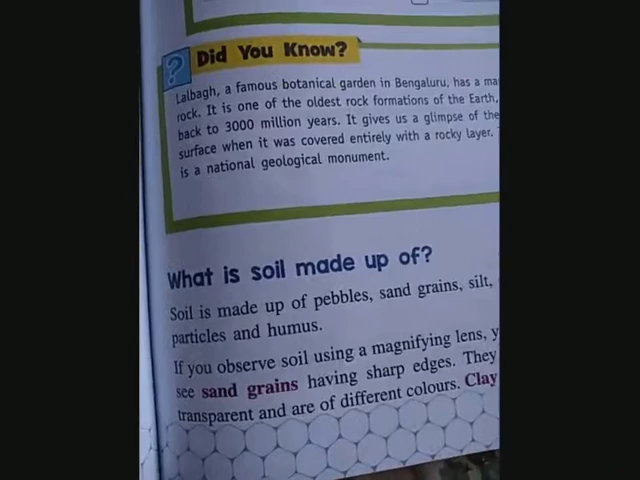 ?
Did You Know?
Lalbagh, a famous botanical garden in Bengaluru, has a
rock. It is one of the oldest rock formations of the Earth,
back to 3000 million years. It gives us a glimpse of the
surface when it was covered entirely with a rocky layer.
is a national geological monument.
What is soil made up of?
Soil is made up of pebbles, sand grains, silt,
particles and humus.
If you observe soil using a magnifying lens, y
see sand grains having sharp edges. They
transparent and are of different colours. Clay